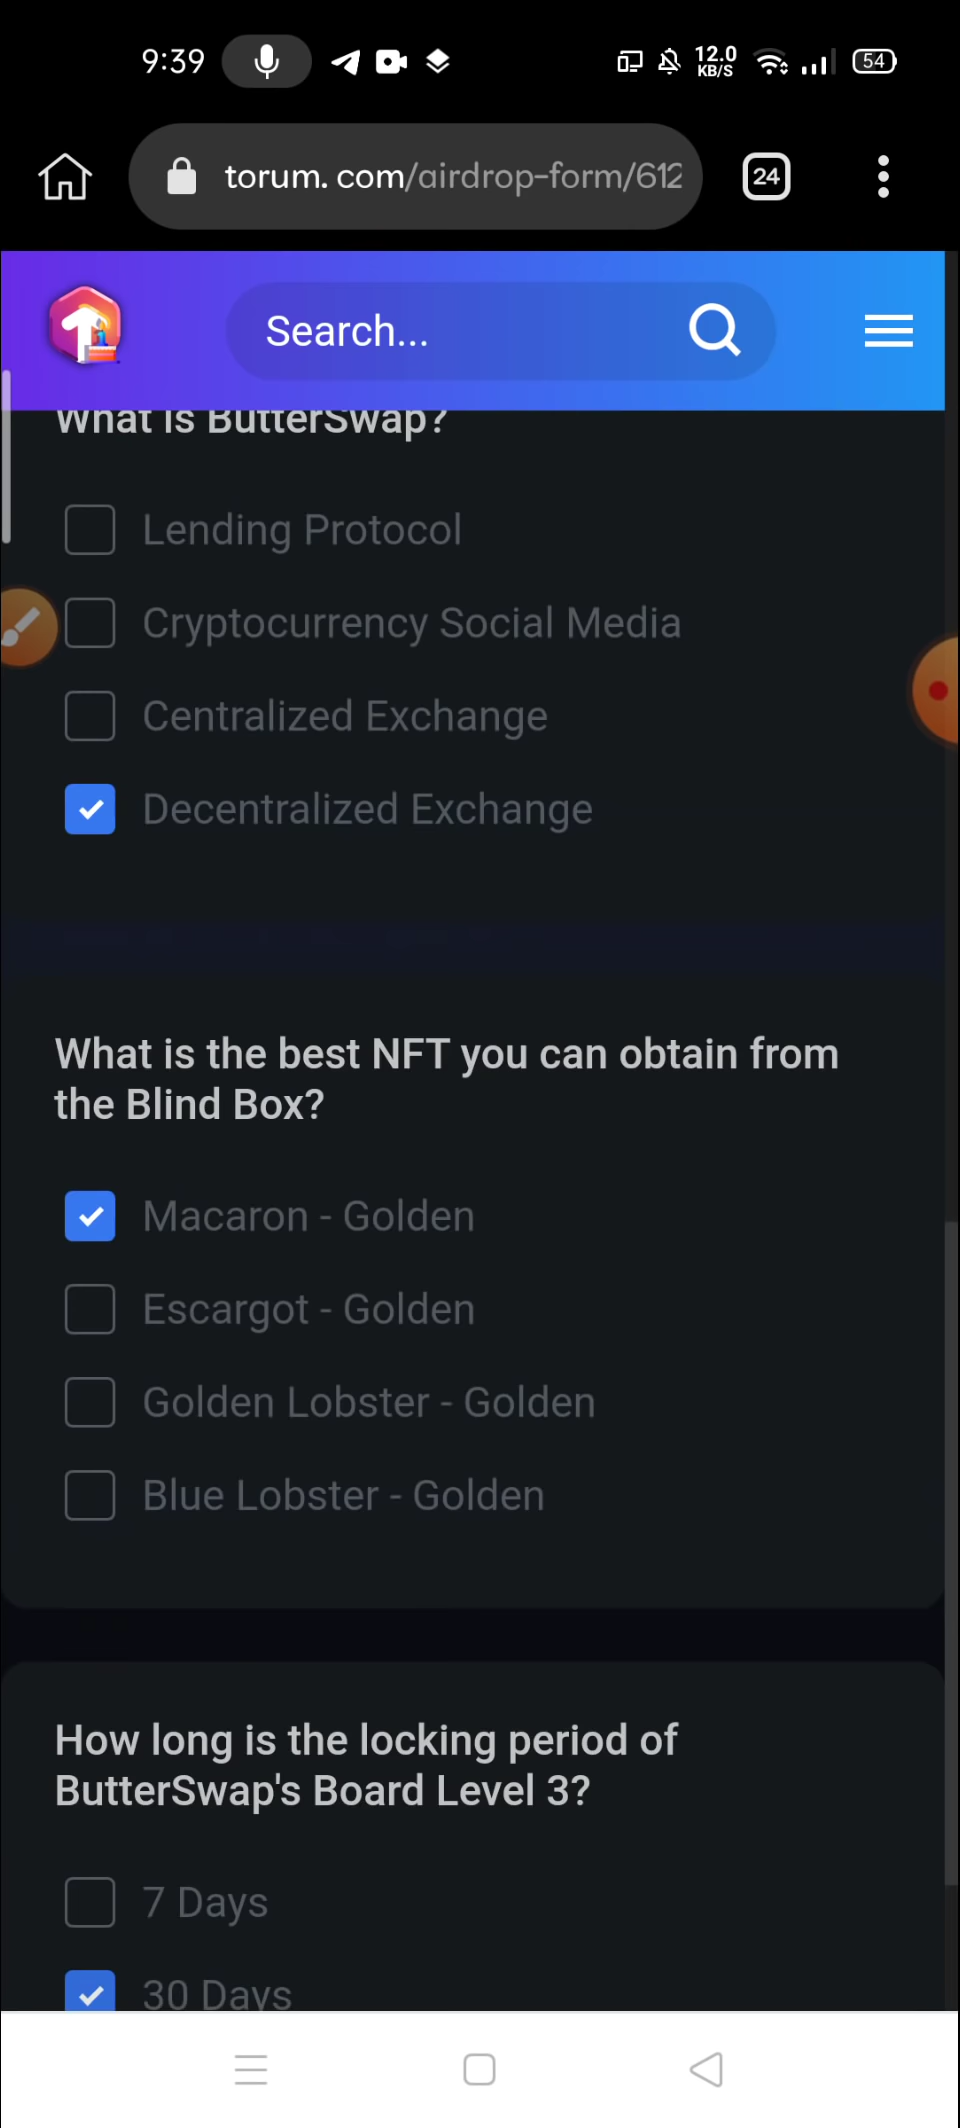 9:39
12.0
KB/S
54
torum.com/airdrop-form/612
24
Search...
What is ButterSwap?
Lending Protocol
Cryptocurrency Social Media
Centralized Exchange
Decentralized Exchange
What is the best NFT you can obtain from
the Blind Box?
Macaron - Golden
Escargot - Golden
Golden Lobster - Golden
Blue Lobster - Golden
How long is the locking period of
ButterSwap's Board Level 3?
7 Days
30 Days